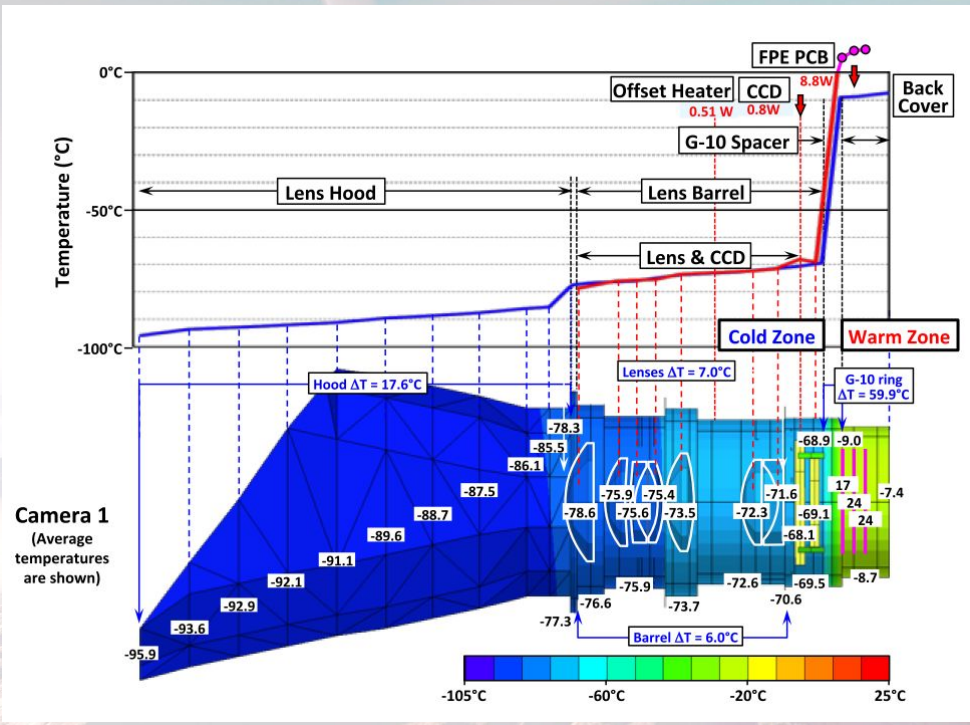 FPE PCB
0°C
Offset Heater
CCD
8.8W
Back
Cover
0.51 W
0.8W
G-10 Spacer
Temperature (°C)
Lens Hood
Lens Barrel
-50°C
Lens & CCD
Cold Zone
Warm Zone
-100°C
Hood ΔT = 17.6°C
Lenses ΔT = 7.0°C
G-10 ring
ΔT = 59.9°C
-78.3
-85.5
-68.9
-9.0
-86.1
-87.5
-75.9
-75.4
-71.6
17
-7.4
-78.6
-75.6
-73.5
-72.3
-69.1
24
24
-88.7
-68.1
Camera 1
(Average
temperatures
are shown)
-89.6
-91.1
-92.1
-75.9
-72.6
-69.5
-8.7
-92.9
-76.6
-73.7
-70.6
-93.6
-77.3
-95.9
Barrel ΔT = 6.0°C
-105°C
-60°C
-20°C
25°C